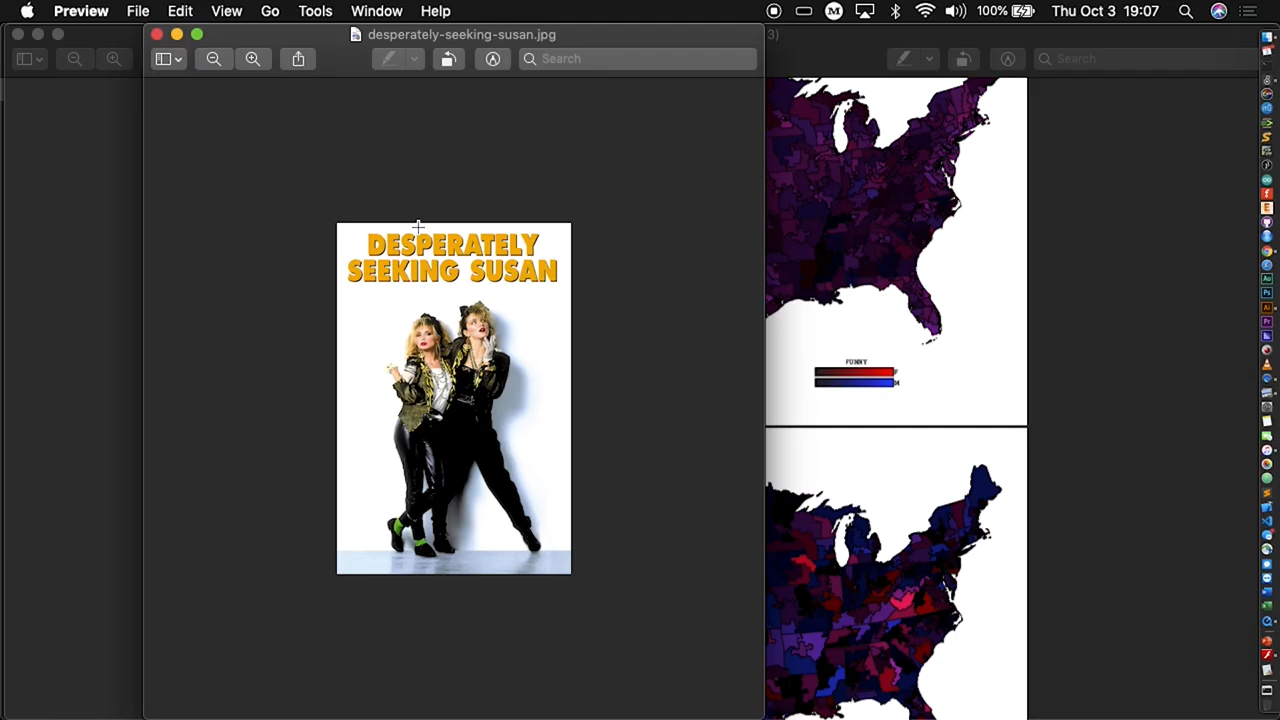 Preview File Edit View Go Tools Window Help
100% Thu Oct 3 19:07
desperately-seeking-susan.jpg
3)
Search
Search
DESPERATELY
SEEKING SUSAN
FUNNY
F
M